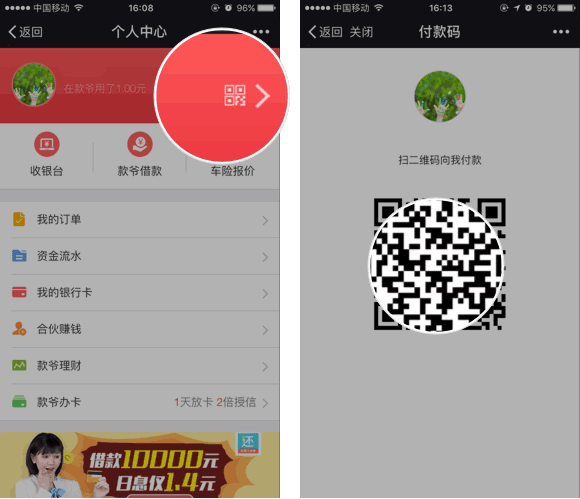 中国移动 16:08 96%
返回 个人中心 •••
在款爷用了1.00元
收银台 款爷借款 车险报价
我的订单
资金流水
我的银行卡
合伙赚钱
款爷理财
款爷办卡 1天放卡 2倍授信
还
借款10000元
日息仅1.4元
中国移动 16:13 95%
返回 关闭 付款码 •••
扫二维码向我付款